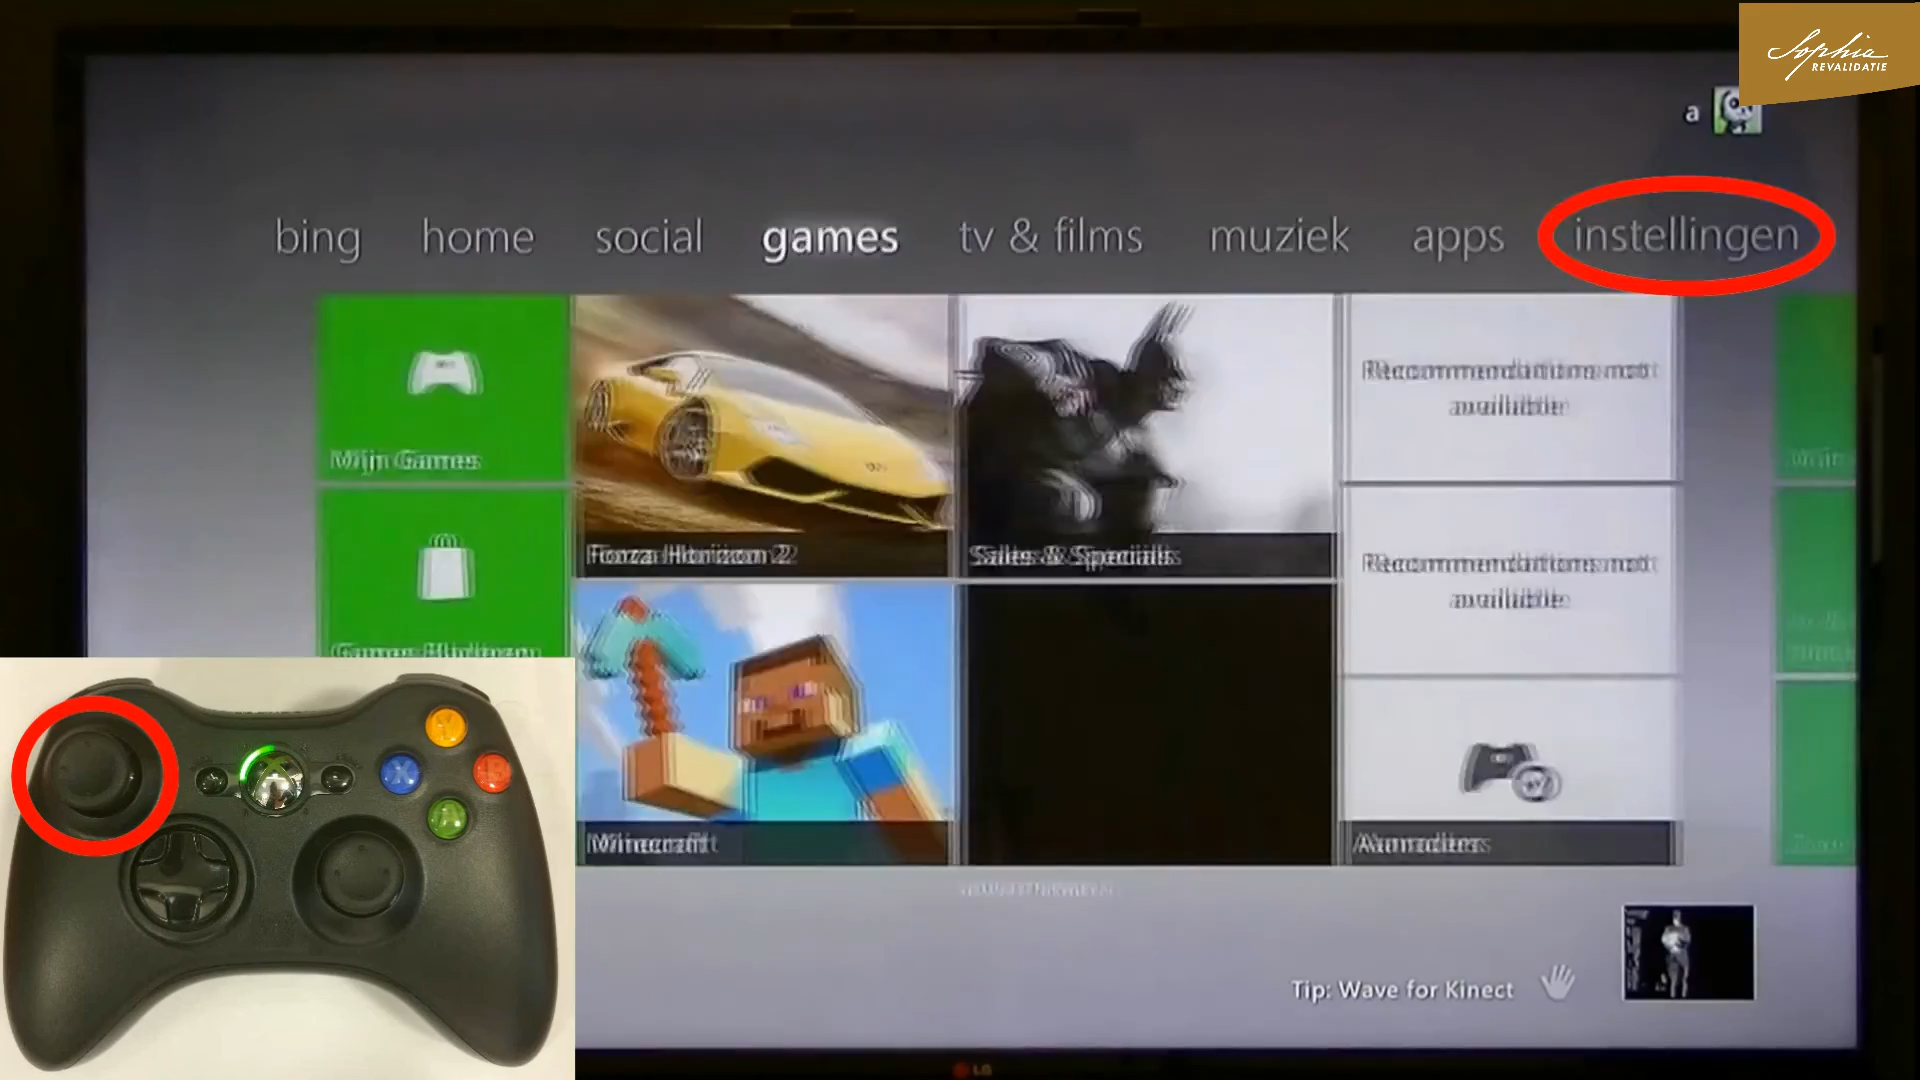 Sophia
REVALIDATIE
a
bing home social games tv & films muziek apps instellingen
Mijn Games
Forza Horizon 2
Sales & Specials
Recommendations not
available
Recommendations not
available
Minecraft
Tip: Wave for Kinect
Y
X
B
A
LG